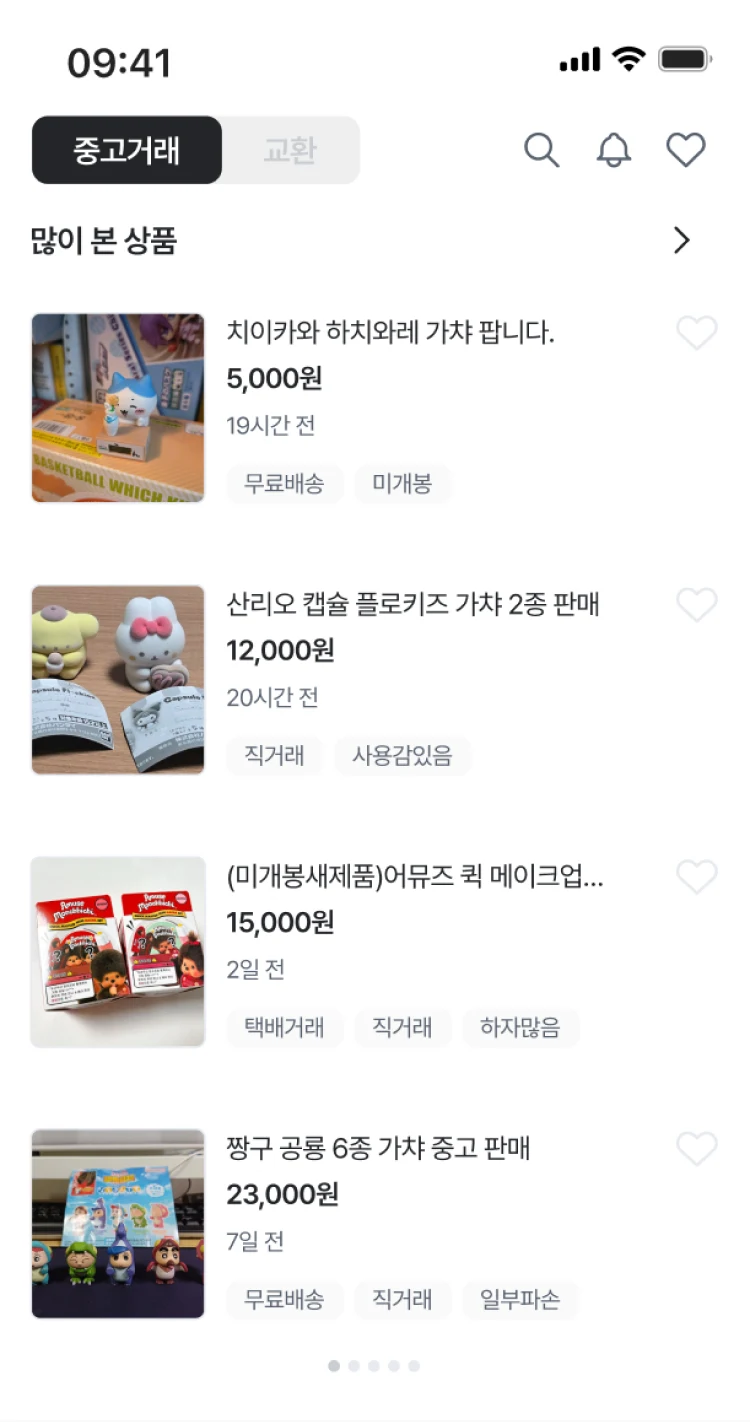 09:41
중고거래
교환
많이 본 상품
치이카와 하치와레 가챠 팝니다.
5,000원
19시간 전
무료배송
미개봉
BASKETBALL WHICH
산리오 캡슐 플로키즈 가챠 2종 판매
12,000원
20시간 전
직거래
사용감있음
(미개봉새제품)어뮤즈 퀵 메이크업...
15,000원
2일 전
택배거래
직거래
하자많음
Amuse
Monchhichi
Amuse
Monchhichi
짱구 공룡 6종 가챠 중고 판매
23,000원
7일 전
무료배송
직거래
일부파손